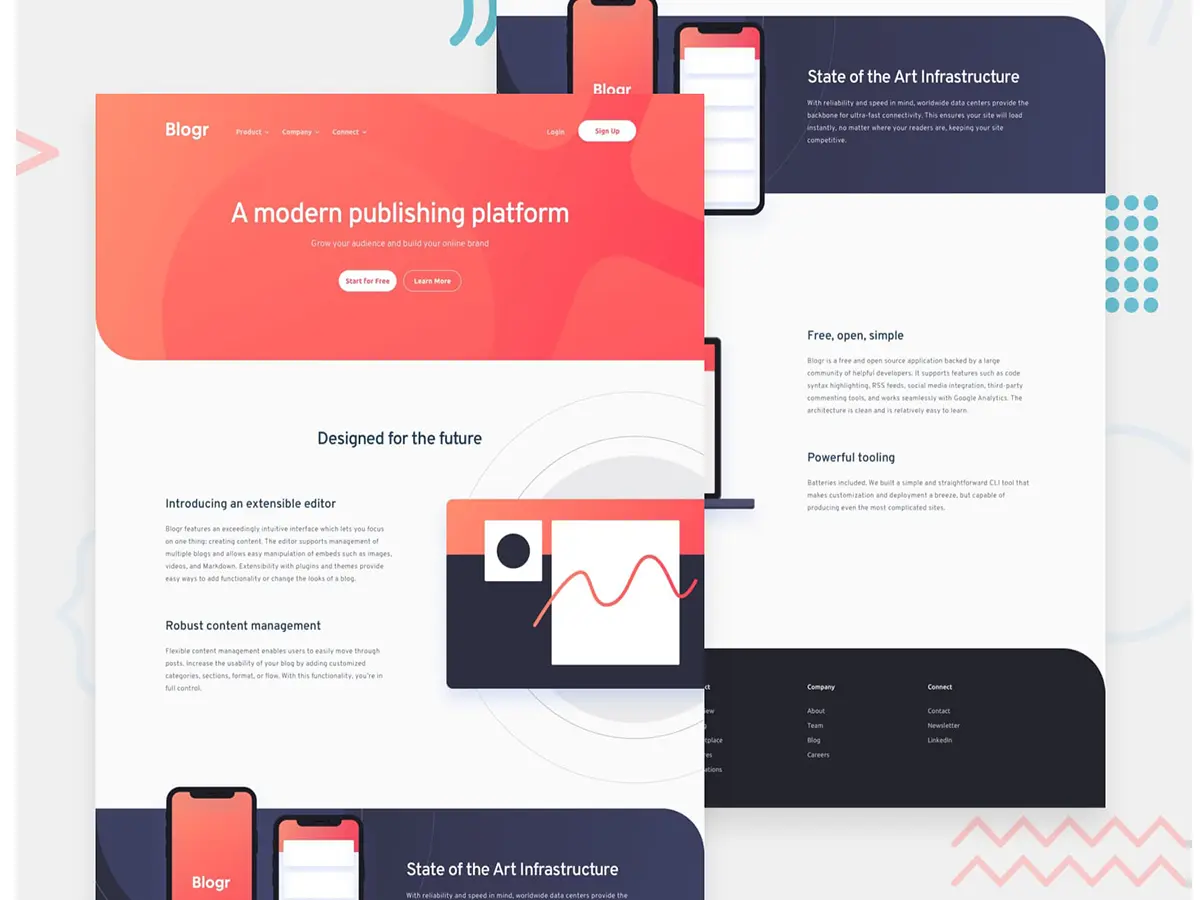 Blogr
Product
Company
Connect
Login
Sign Up
A modern publishing platform
Grow your audience and build your online brand
Start for Free
Learn More
Designed for the future
Introducing an extensible editor
Blogr features an exceedingly intuitive interface which lets you focus
on one thing: creating content. The editor supports management of
multiple blogs and allows easy manipulation of embeds such as images,
videos, and Markdown. Extensibility with plugins and themes provide
easy ways to add functionality or change the looks of a blog.
Robust content management
Flexible content management enables users to easily move through
posts. Increase the usability of your blog by adding customized
categories, sections, format, or flow. With this functionality, you're in
full control.
Blogr
State of the Art Infrastructure
With reliability and speed in mind, worldwide data centers provide the
Blogr
State of the Art Infrastructure
With reliability and speed in mind, worldwide data centers provide the
backbone for ultra-fast connectivity. This ensures your site will load
instantly, no matter where your readers are, keeping your site
competitive.
Free, open, simple
Blogr is a free and open source application backed by a large
community of helpful developers. It supports features such as code
syntax highlighting, RSS feeds, social media integration, third-party
commenting tools, and works seamlessly with Google Analytics. The
architecture is clean and is relatively easy to learn.
Powerful tooling
Batteries included. We built a simple and straightforward CLI tool that
makes customization and deployment a breeze, but capable of
producing even the most complicated sites.
Company
About
Team
Blog
Careers
Connect
Contact
Newsletter
LinkedIn